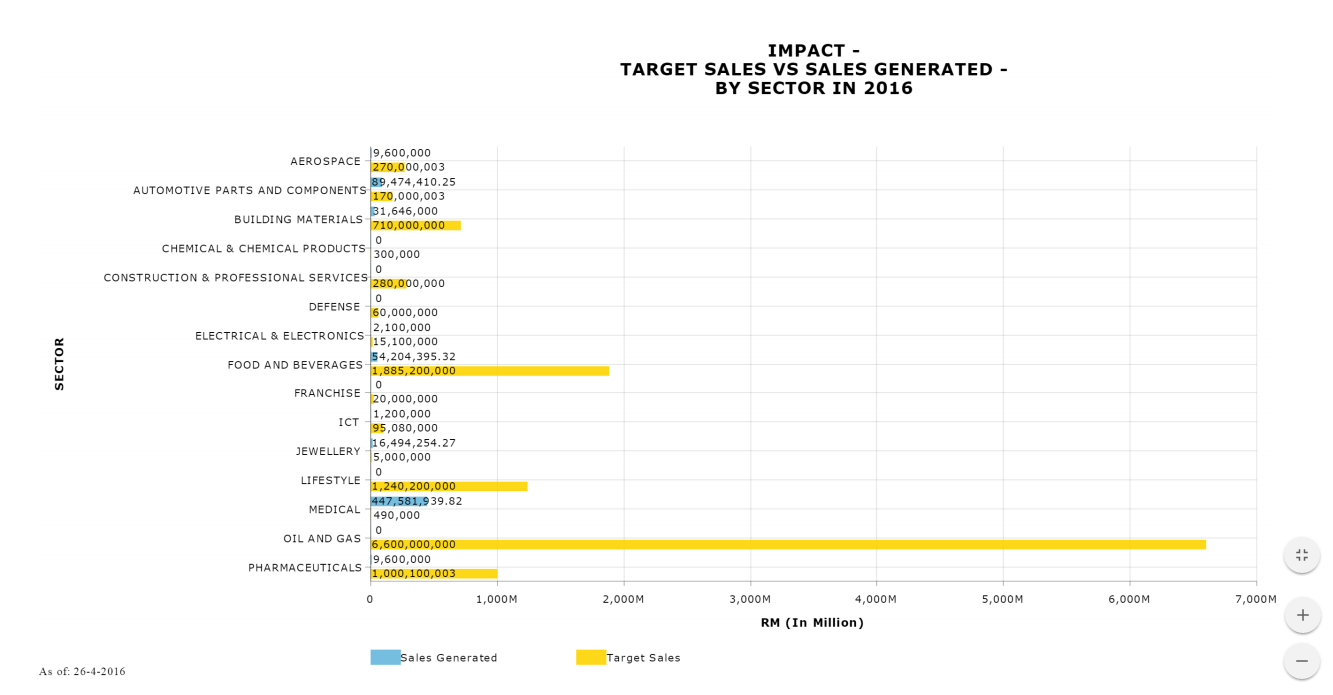 IMPACT -
TARGET SALES VS SALES GENERATED -
BY SECTOR IN 2016
SECTOR
AEROSPACE
9,600,000
270,000,003
AUTOMOTIVE PARTS AND COMPONENTS
89,474,410.25
170,000,003
BUILDING MATERIALS
31,646,000
710,000,000
CHEMICAL & CHEMICAL PRODUCTS
0
300,000
CONSTRUCTION & PROFESSIONAL SERVICES
0
280,000,000
DEFENSE
0
60,000,000
ELECTRICAL & ELECTRONICS
2,100,000
15,100,000
FOOD AND BEVERAGES
54,204,395.32
1,885,200,000
FRANCHISE
0
20,000,000
ICT
1,200,000
95,080,000
JEWELLERY
16,494,254.27
5,000,000
LIFESTYLE
0
1,240,200,000
MEDICAL
447,581,939.82
490,000
OIL AND GAS
0
6,600,000,000
PHARMACEUTICALS
9,600,000
1,000,100,003
0 1,000M 2,000M 3,000M 4,000M 5,000M 6,000M 7,000M
RM (In Million)
Sales Generated Target Sales
As of: 26-4-2016